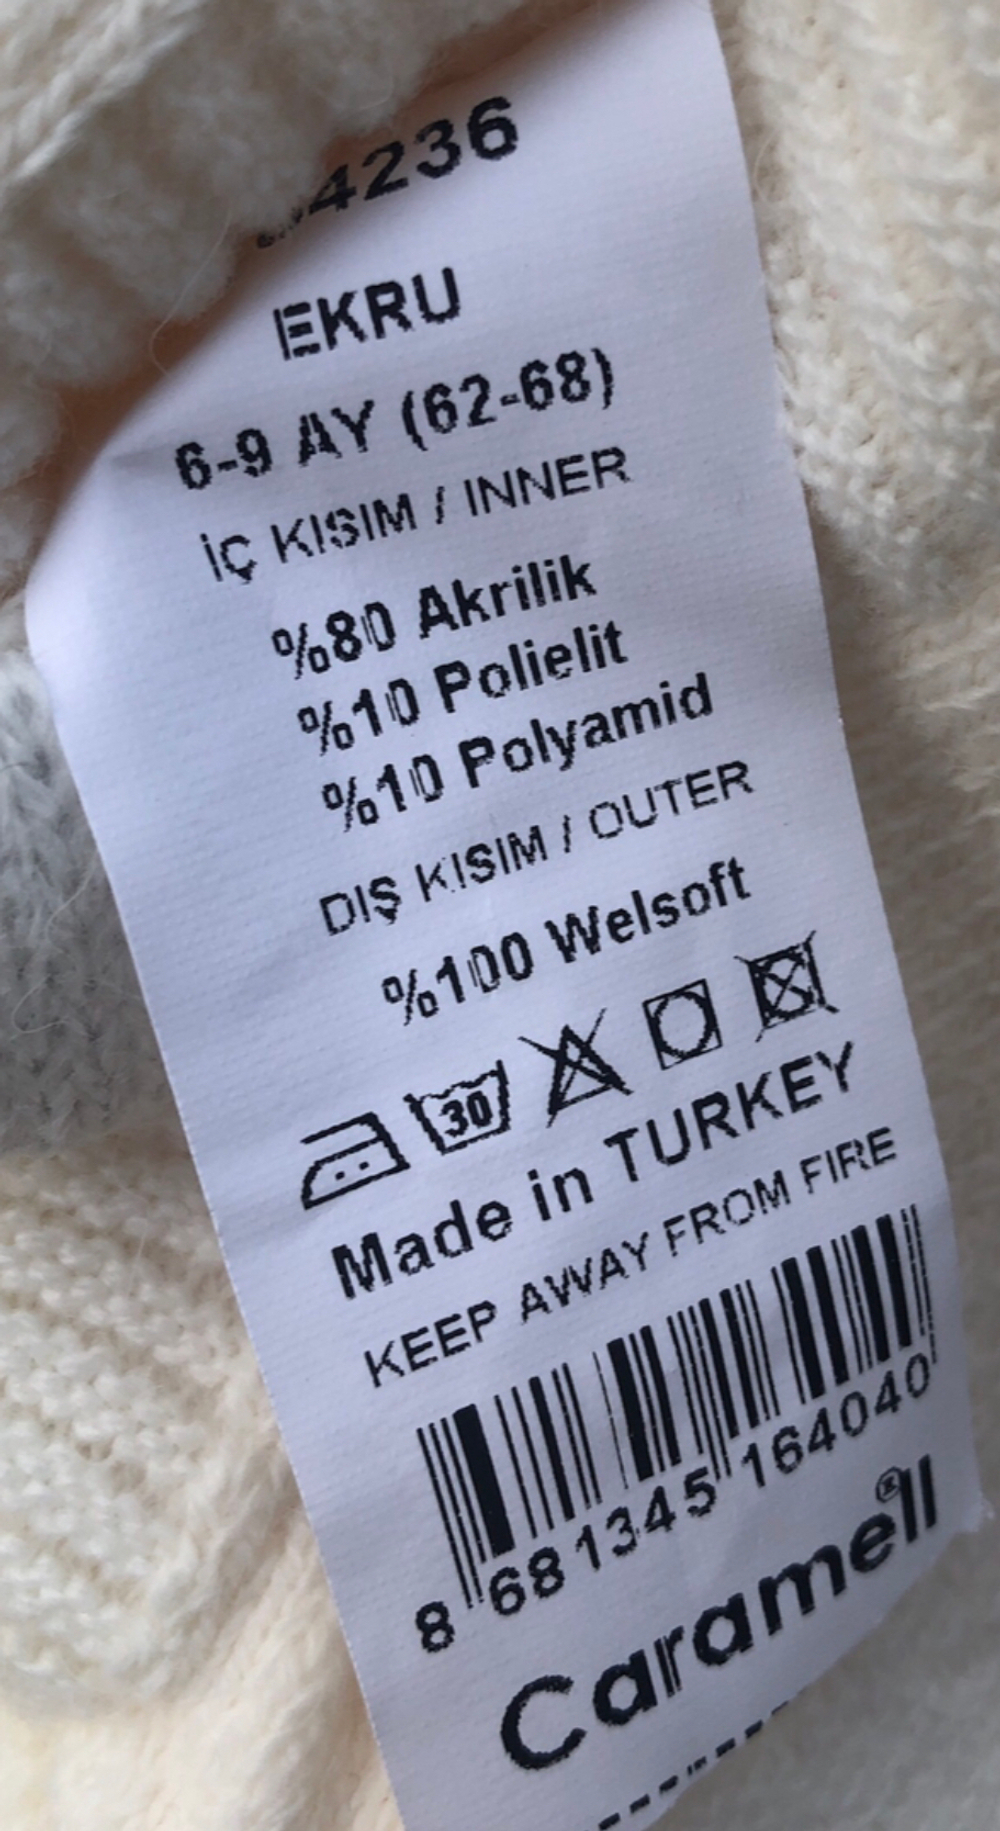 4236
EKRU
6-9 AY (62-68)
İÇ KISIM / INNER
%80 Akrilik
%10 Polielit
%10 Polyamid
DIŞ KISIM / OUTER
%100 Welsoft
30
Made in TURKEY
KEEP AWAY FROM FIRE
8 681345 164040
Caramell®